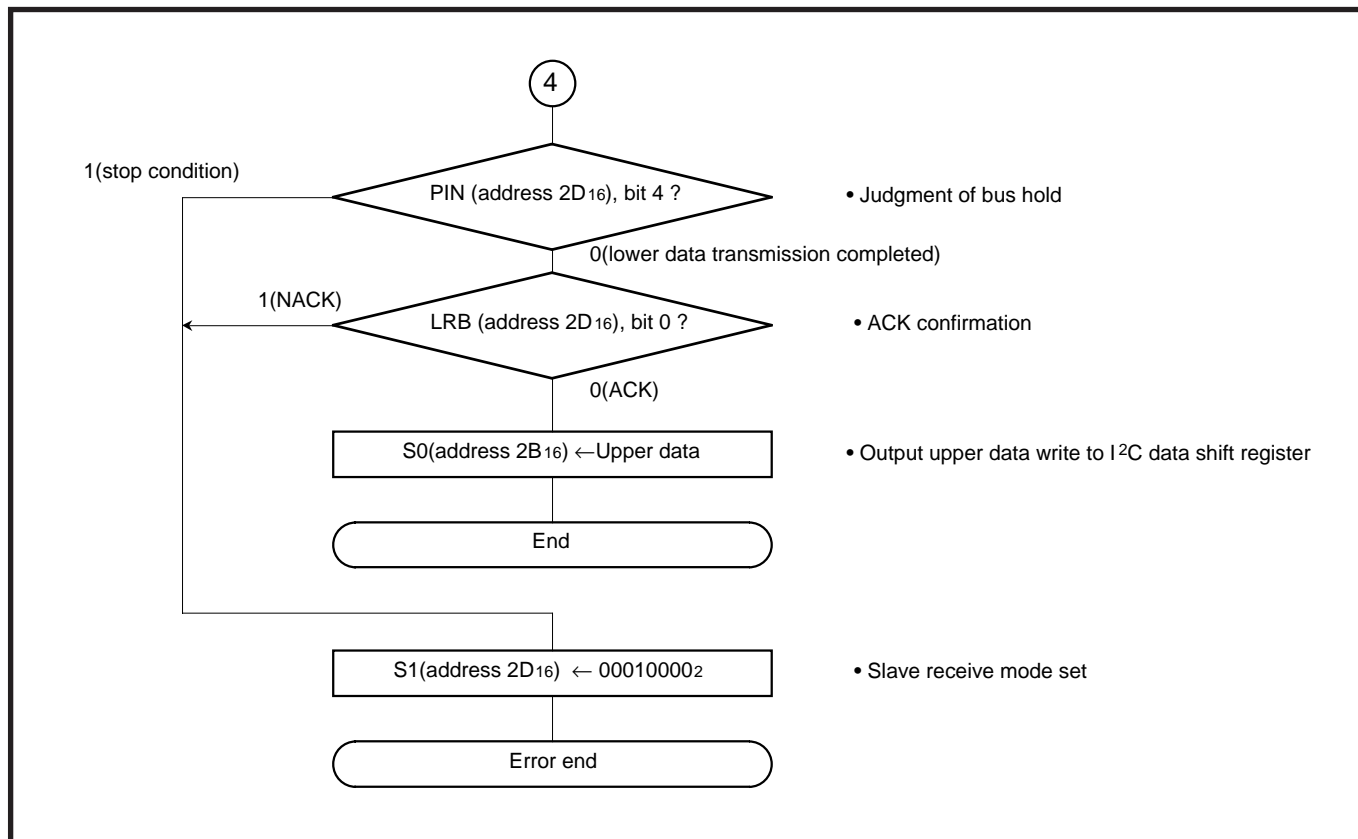 4
1(stop condition)
PIN (address 2D16), bit 4 ?
• Judgment of bus hold
0(lower data transmission completed)
1(NACK)
LRB (address 2D16), bit 0 ?
• ACK confirmation
0(ACK)
S0(address 2B16) ←Upper data
• Output upper data write to I2C data shift register
End
S1(address 2D16) ← 000100002
• Slave receive mode set
Error end